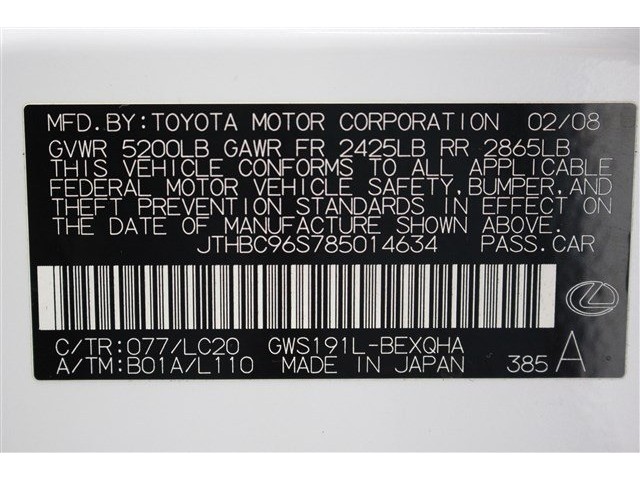 MFD.BY:TOYOTA MOTOR CORPORATION 02/08
GVWR 5200LB GAWR FR 2425LB RR 2865LB
THIS VEHICLE CONFORMS TO ALL APPLICABLE
FEDERAL MOTOR VEHICLE SAFETY,BUMPER,AND
THEFT PREVENTION STANDARDS IN EFFECT ON
THE DATE OF MANUFACTURE SHOWN ABOVE.
JTHBC96S785014634 PASS.CAR
C/TR:077/LC20 GWS191L-BEXQHA
A/TM:B01A/L110 MADE IN JAPAN 385 A